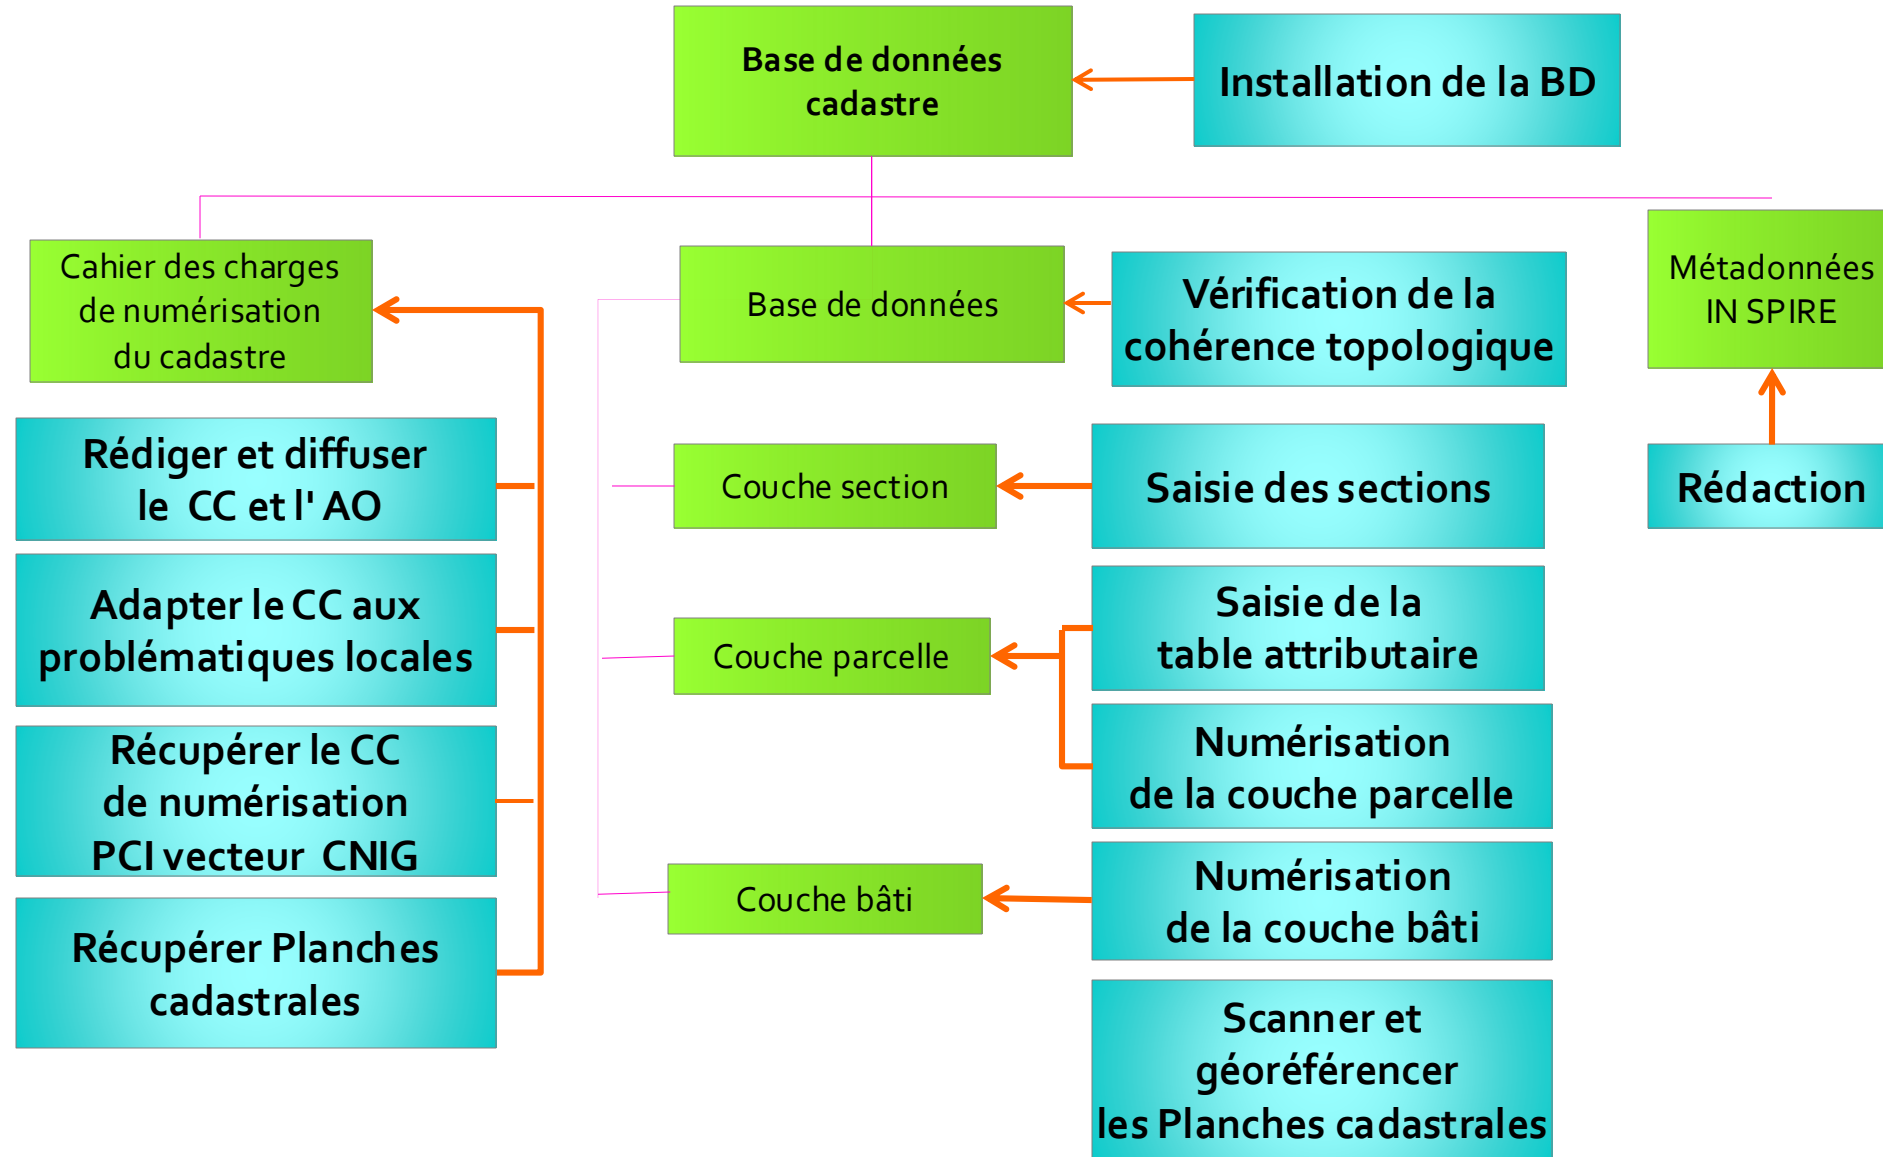 Base de données
cadastre
Installation de la BD
Cahier des charges
de numérisation
du cadastre
Base de données
Vérification de la
cohérence topologique
Métadonnées
IN SPIRE
Rédiger et diffuser
le CC et l' AO
Couche section
Saisie des sections
Rédaction
Adapter le CC aux
problématiques locales
Couche parcelle
Saisie de la
table attributaire
Récupérer le CC
de numérisation
PCI vecteur CNIG
Numérisation
de la couche parcelle
Couche bâti
Numérisation
de la couche bâti
Récupérer Planches
cadastrales
Scanner et
géoréférencer
les Planches cadastrales